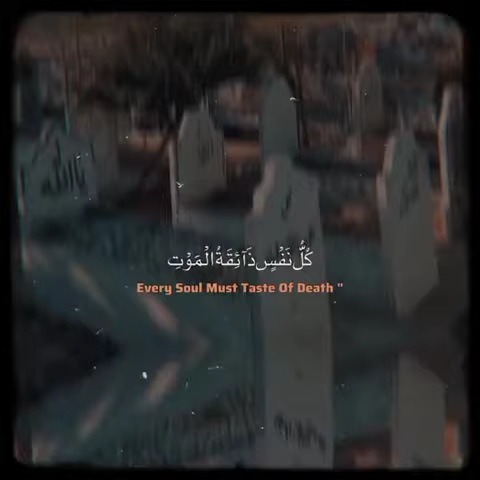 كُلُّ نَفْسٍ ذَآئِقَةُ الْمَوْتِ
Every Soul Must Taste Of Death "